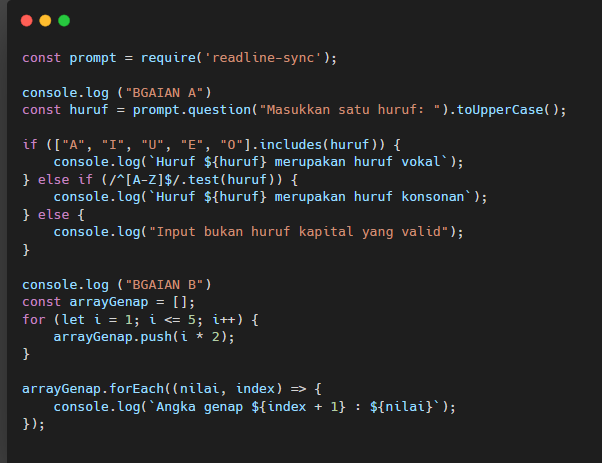 const prompt = require('readline-sync');
console.log ("BGAIAN A")
const huruf = prompt.question("Masukkan satu huruf: ").toUpperCase();
if (["A", "I", "U", "E", "O"].includes(huruf)) {
    console.log(`Huruf ${huruf} merupakan huruf vokal`);
} else if (/^[A-Z]$/.test(huruf)) {
    console.log(`Huruf ${huruf} merupakan huruf konsonan`);
} else {
    console.log("Input bukan huruf kapital yang valid");
}
console.log ("BGAIAN B")
const arrayGenap = [];
for (let i = 1; i <= 5; i++) {
    arrayGenap.push(i * 2);
}
arrayGenap.forEach((nilai, index) => {
    console.log(`Angka genap ${index + 1} : ${nilai}`);
});